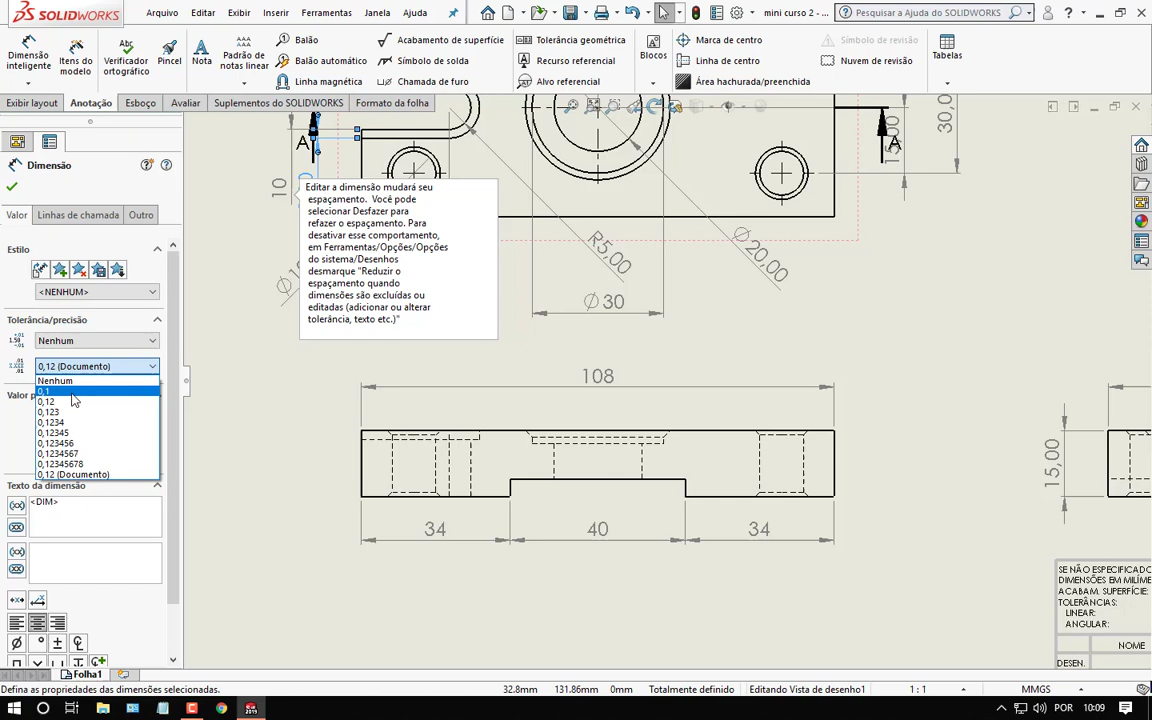 SOLIDWORKS
Arquivo
Editar
Exibir
Inserir
Ferramentas
Janela
Ajuda
mini curso 2 - ...
Pesquisar a Ajuda do SOLIDWORKS
Dimensão
inteligente
Itens do
modelo
Verificador
ortográfico
Pincel
Nota
Padrão de
notas linear
Balão
Balão automático
Linha magnética
Acabamento de superfície
Símbolo de solda
Chamada de furo
Tolerância geométrica
Recurso referencial
Alvo referencial
Blocos
Marca de centro
Linha de centro
Área hachurada/preenchida
Símbolo de revisão
Nuvem de revisão
Tabelas
Exibir layout
Anotação
Esboço
Avaliar
Suplementos do SOLIDWORKS
Formato da folha
Dimensão
Valor
Linhas de chamada
Outro
Estilo
<NENHUM>
Tolerância/precisão
Nenhum
0,12 (Documento)
Nenhum
0,1
0,12
0,123
0,1234
0,12345
0,123456
0,1234567
0,12345678
0,12 (Documento)
Texto da dimensão
<DIM>
Editar a dimensão mudará seu
espaçamento. Você pode
selecionar Desfazer para
refazer o espaçamento. Para
desativar esse comportamento,
em Ferramentas/Opções/Opções
do sistema/Desenhos
desmarque "Reduzir o
espaçamento quando
dimensões são excluídas ou
editadas (adicionar ou alterar
tolerância, texto etc.)"
A
A
10
30,00
R5,00
Ø20,00
Ø30
108
34
40
34
15,00
SE NÃO ESPECIFICADO
DIMENSÕES EM MILÍME
ACABAM. SUPERFÍCIE:
TOLERÂNCIAS:
LINEAR:
ANGULAR:
NOME
DESEN.
Folha1
Defina as propriedades das dimensões selecionadas.
32.8mm
131.86mm
0mm
Totalmente definido
Editando Vista de desenho1
1 : 1
MMGS
POR
10:09